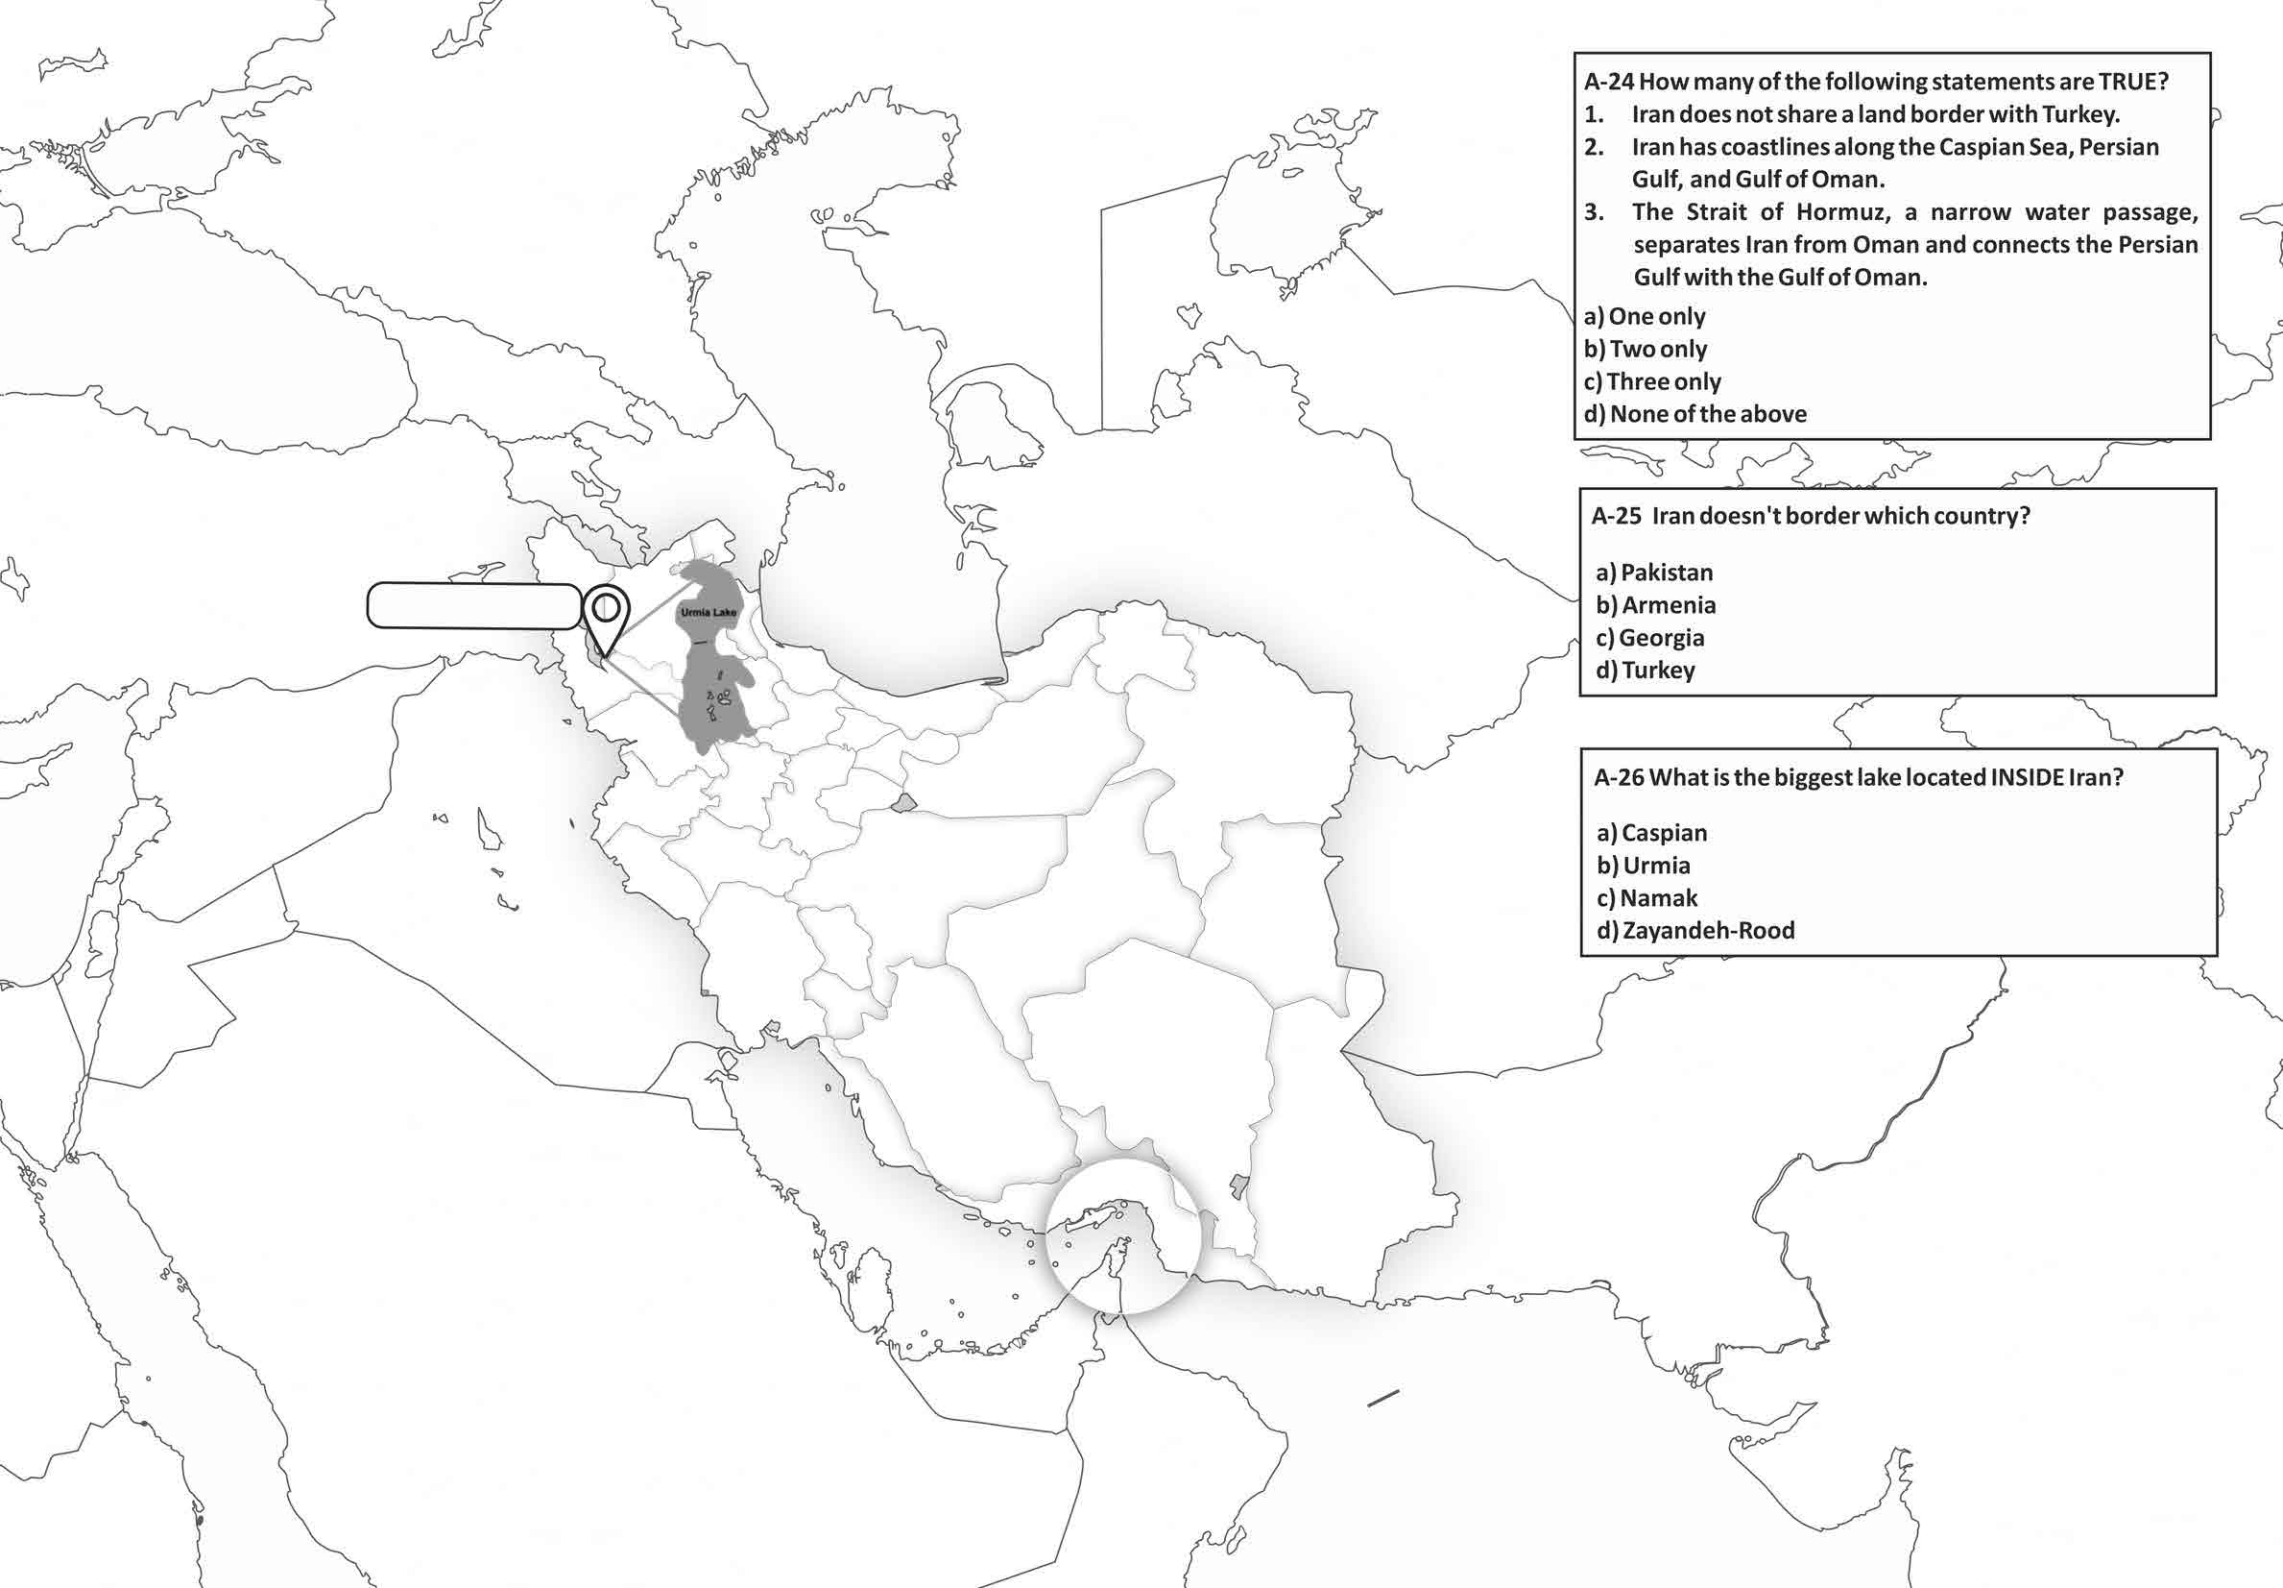 A-24 How many of the following statements are TRUE?
1. Iran does not share a land border with Turkey.
2. Iran has coastlines along the Caspian Sea, Persian
Gulf, and Gulf of Oman.
3. The Strait of Hormuz, a narrow water passage,
separates Iran from Oman and connects the Persian
Gulf with the Gulf of Oman.
a) One only
b) Two only
c) Three only
d) None of the above
A-25 Iran doesn't border which country?
a) Pakistan
b) Armenia
c) Georgia
d) Turkey
Urmia Lake
A-26 What is the biggest lake located INSIDE Iran?
a) Caspian
b) Urmia
c) Namak
d) Zayandeh-Rood